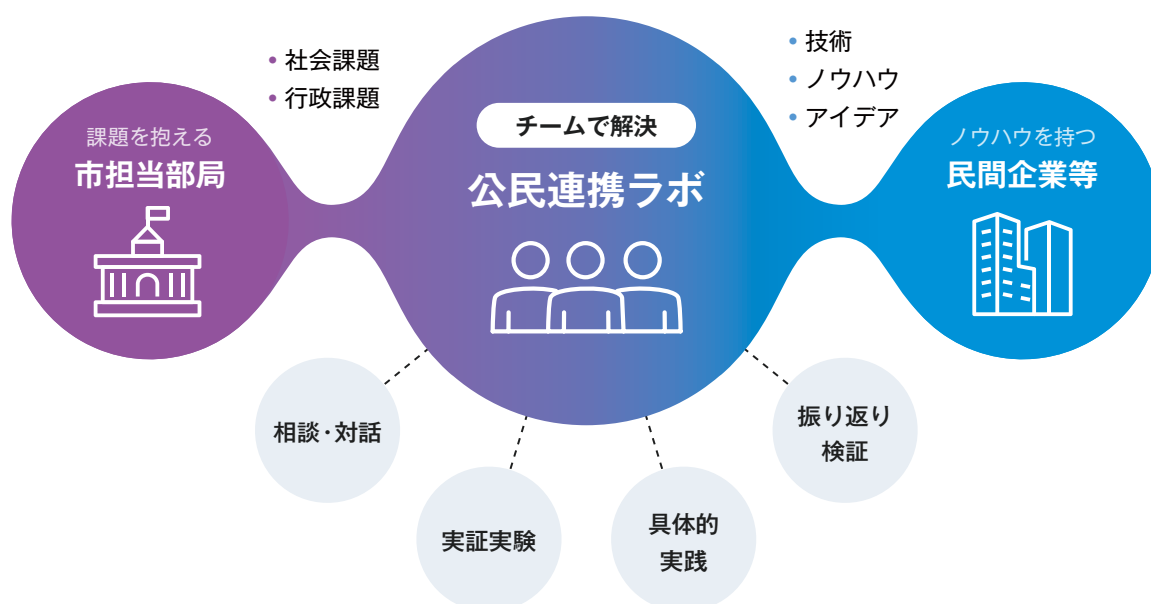 • 社会課題
• 行政課題
• 技術
• ノウハウ
• アイデア
課題を抱える
市担当部局
チームで解決
公民連携ラボ
ノウハウを持つ
民間企業等
相談・対話
実証実験
具体的
実践
振り返り
検証